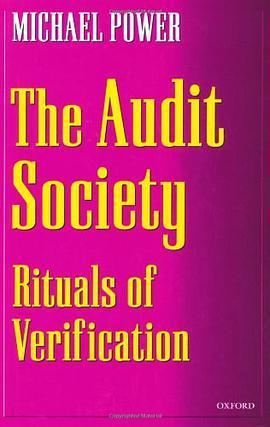 MICHAEL POWER
The Audit
Society
Rituals of
Verification
OXFORD